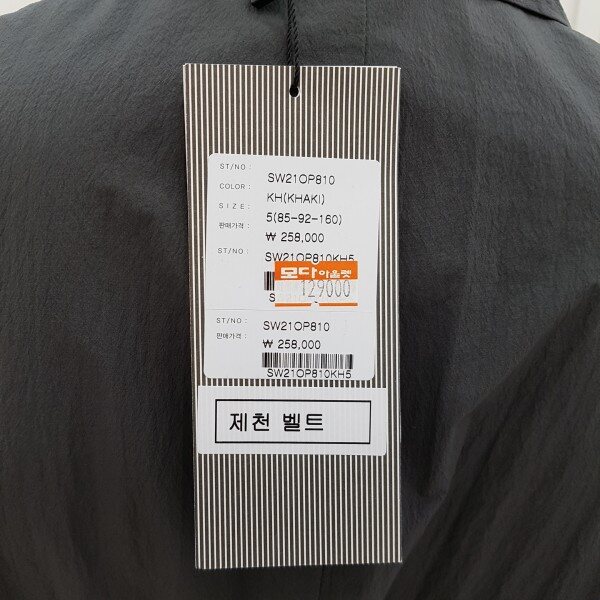 ST/NO :
SW21OP810
COLOR :
KH(KHAKI)
SIZE :
5(85-92-160)
판매가격 :
₩ 258,000
ST/NO :
SW21OP810KH5
모다아울렛
129000
S
ST/NO :
SW21OP810
판매가격 :
₩ 258,000
SW21OP810KH5
제천 벨트